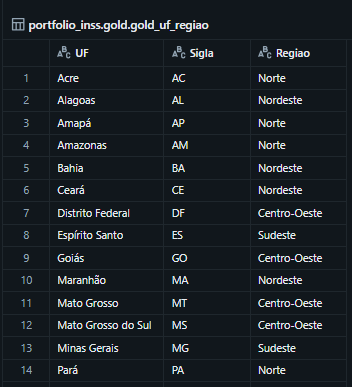 portfolio_inss.gold.gold_uf_regiao
ABC UF ABC Sigla ABC Regiao
1 Acre AC Norte
2 Alagoas AL Nordeste
3 Amapá AP Norte
4 Amazonas AM Norte
5 Bahia BA Nordeste
6 Ceará CE Nordeste
7 Distrito Federal DF Centro-Oeste
8 Espírito Santo ES Sudeste
9 Goiás GO Centro-Oeste
10 Maranhão MA Nordeste
11 Mato Grosso MT Centro-Oeste
12 Mato Grosso do Sul MS Centro-Oeste
13 Minas Gerais MG Sudeste
14 Pará PA Norte